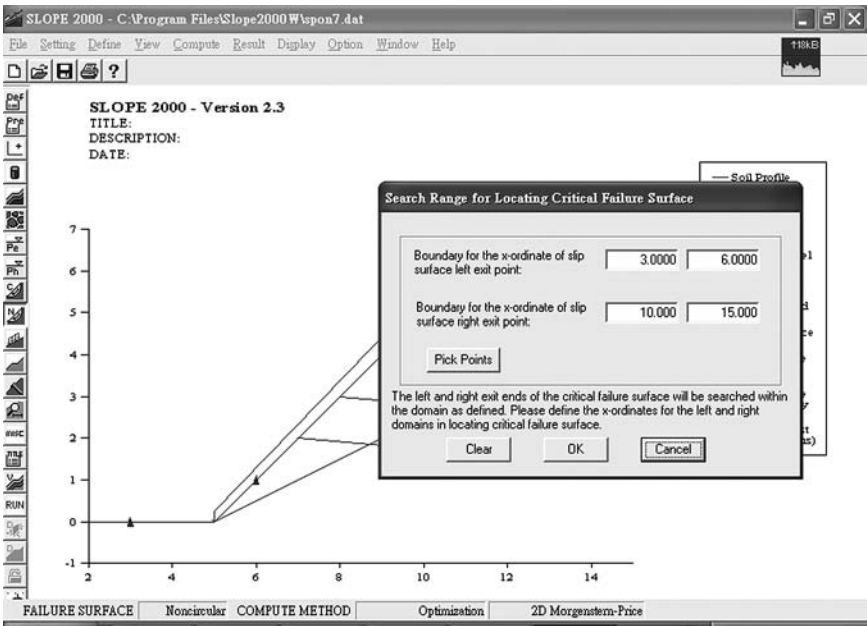 SLOPE 2000 - C:\Program Files\Slope2000W\spon7.dat
File Setting Define View Compute Result Display Option Window Help
118kB
SLOPE 2000 - Version 2.3
TITLE:
DESCRIPTION:
DATE:
Soil Profile
Search Range for Locating Critical Failure Surface
Boundary for the x-ordinate of slip
surface left exit point:
3.0000 6.0000
Boundary for the x-ordinate of slip
surface right exit point:
10.000 15.000
Pick Points
The left and right exit ends of the critical failure surface will be searched within
the domain as defined. Please define the x-ordinates for the left and right
domains in locating critical failure surface.
Clear OK Cancel
7
6
5
4
3
2
1
0
-1
2 4 6 8 10 12 14
Def
Pre
Pe
Ph
misc
RUN
FAILURE SURFACE Noncircular COMPUTE METHOD Optimization 2D Morgenstern-Price